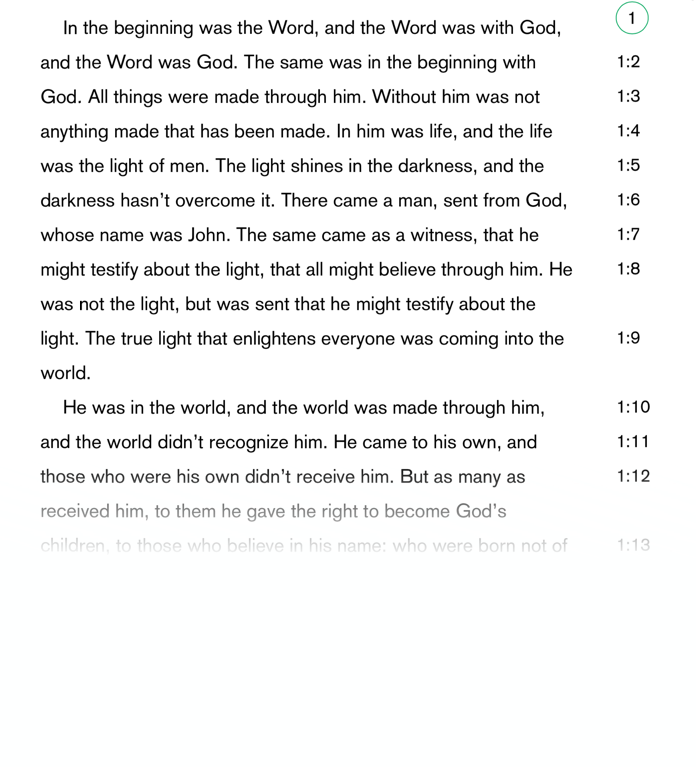 In the beginning was the Word, and the Word was with God, 1
and the Word was God. The same was in the beginning with 1:2
God. All things were made through him. Without him was not 1:3
anything made that has been made. In him was life, and the life 1:4
was the light of men. The light shines in the darkness, and the 1:5
darkness hasn’t overcome it. There came a man, sent from God, 1:6
whose name was John. The same came as a witness, that he 1:7
might testify about the light, that all might believe through him. He 1:8
was not the light, but was sent that he might testify about the
light. The true light that enlightens everyone was coming into the 1:9
world.
He was in the world, and the world was made through him, 1:10
and the world didn’t recognize him. He came to his own, and 1:11
those who were his own didn’t receive him. But as many as 1:12
received him, to them he gave the right to become God’s
children, to those who believe in his name: who were born not of 1:13